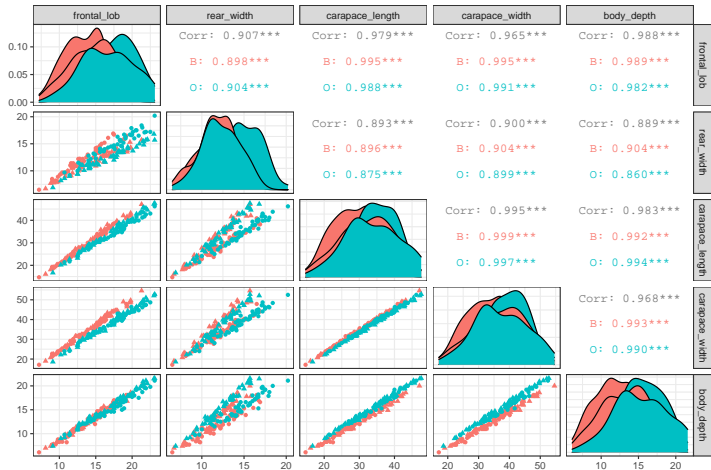 frontal_lob rear_width carapace_length carapace_width body_depth
0.10
0.05
0.00
Corr: 0.907***
B: 0.898***
O: 0.904***
Corr: 0.979***
B: 0.995***
O: 0.988***
Corr: 0.965***
B: 0.995***
O: 0.991***
Corr: 0.988***
B: 0.989***
O: 0.982***
frontal_lob
20
15
10
Corr: 0.893***
B: 0.896***
O: 0.875***
Corr: 0.900***
B: 0.904***
O: 0.899***
Corr: 0.889***
B: 0.904***
O: 0.860***
rear_width
40
30
20
Corr: 0.995***
B: 0.999***
O: 0.997***
Corr: 0.983***
B: 0.992***
O: 0.994***
carapace_length
50
40
30
20
Corr: 0.968***
B: 0.993***
O: 0.990***
carapace_width
20
15
10
body_depth
10 15 20 10 15 20 20 30 40 20 30 40 50 10 15 20